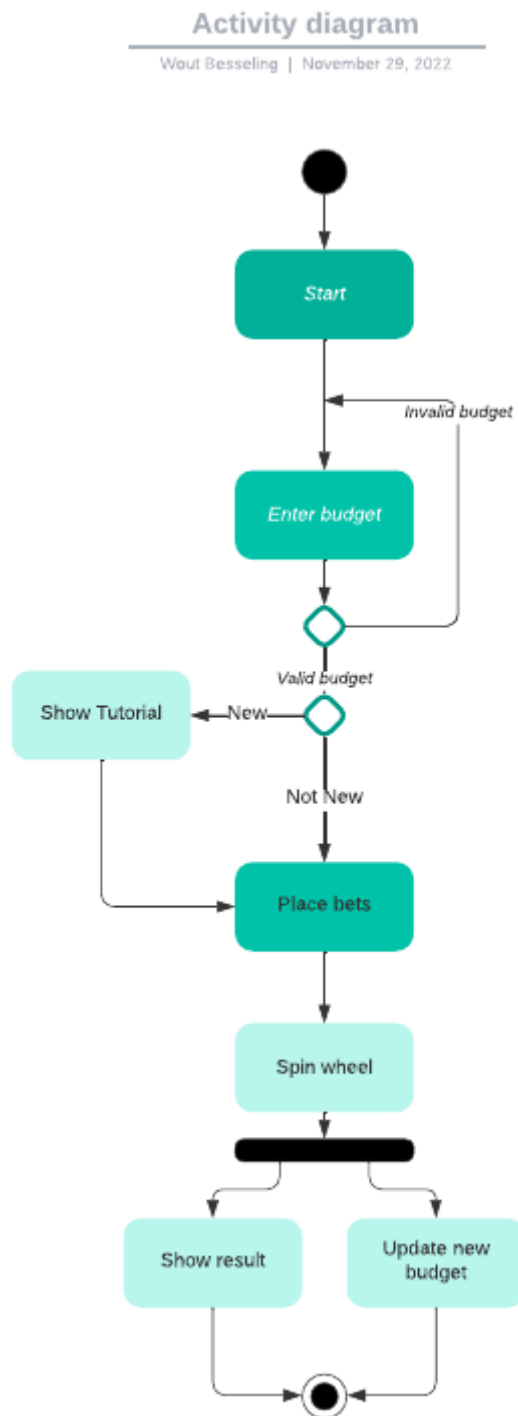 Activity diagram
Wout Besseling | November 29, 2022
Start
Invalid budget
Enter budget
Valid budget
Show Tutorial
New
Not New
Place bets
Spin wheel
Show result
Update new
budget